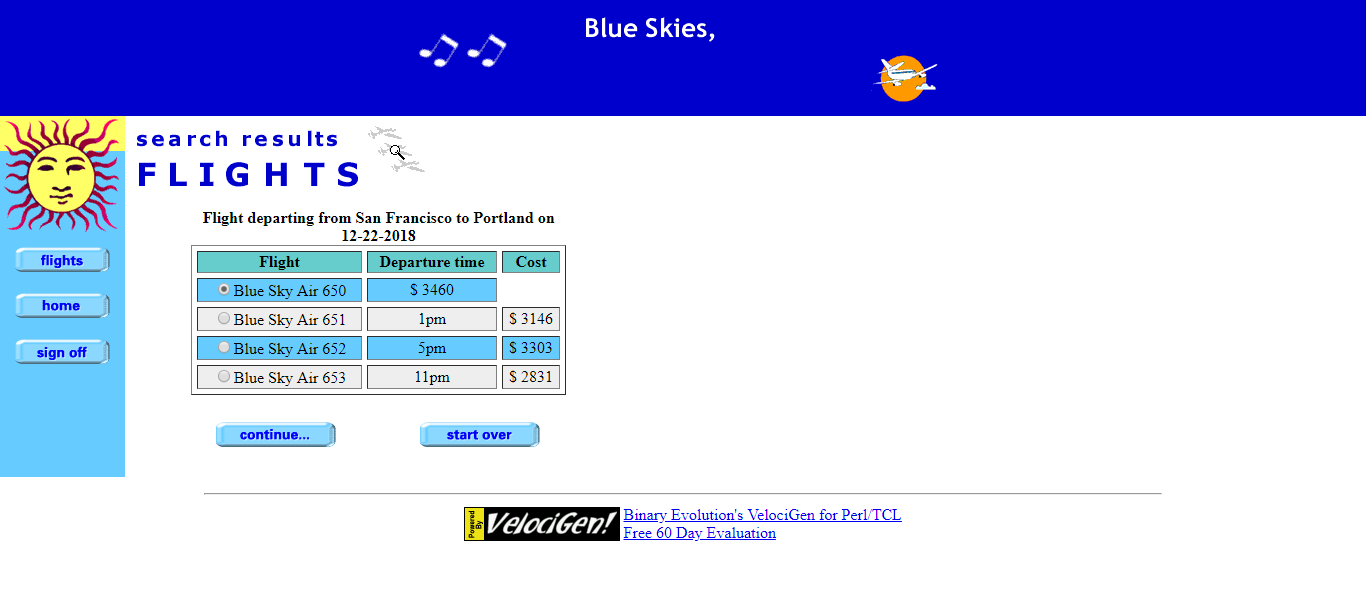 Blue Skies,
search results
FLIGHTS
flights
home
sign off
Flight departing from San Francisco to Portland on
12-22-2018
Flight Departure time Cost
Blue Sky Air 650 $ 3460
Blue Sky Air 651 1pm $ 3146
Blue Sky Air 652 5pm $ 3303
Blue Sky Air 653 11pm $ 2831
continue... start over
Powered By VelociGen! Binary Evolution's VelociGen for Perl/TCL
Free 60 Day Evaluation